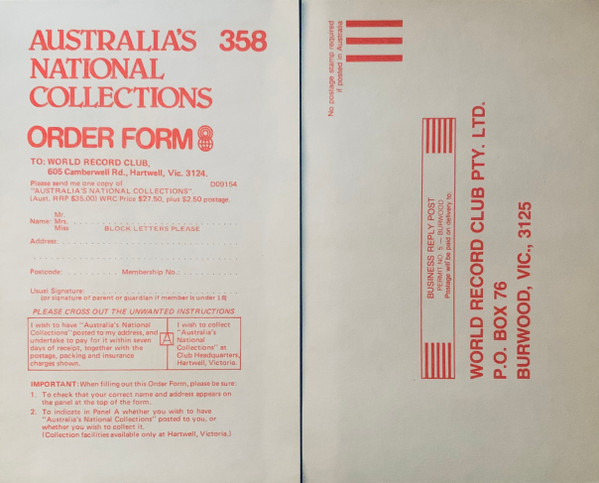 AUSTRALIA'S 358
NATIONAL
COLLECTIONS
ORDER FORM
TO: WORLD RECORD CLUB,
605 Camberwell Rd., Hartwell, Vic. 3124.
Please send me one copy of D09154
"AUSTRALIA'S NATIONAL COLLECTIONS".
(Aust. RRP $35.00) WRC Price $27.50, plus $2.50 postage.
Mr.
Name: Mrs.
Miss BLOCK LETTERS PLEASE
Address:
Postcode: Membership No.:
Usual Signature:
(or signature of parent or guardian if member is under 18)
PLEASE CROSS OUT THE UNWANTED INSTRUCTIONS
I wish to have "Australia's National
Collections" posted to my address, and
undertake to pay for it within seven
days of receipt, together with the
postage, packing and insurance
charges shown.
A
I wish to collect
"Australia's
National
Collections" at
Club Headquarters,
Hartwell, Victoria.
IMPORTANT: When filling out this Order Form, please be sure:
1. To check that your correct name and address appears on
the panel at the top of the form.
2. To indicate in Panel A whether you wish to have
"Australia's National Collections" posted to you, or
whether you wish to collect it.
(Collection facilities available only at Hartwell, Victoria.)
No postage stamp required
if posted in Australia
BUSINESS REPLY POST
PERMIT NO. 5 — BURWOOD
Postage will be paid on delivery to:
WORLD RECORD CLUB PTY. LTD.
P.O. BOX 76
BURWOOD, VIC., 3125